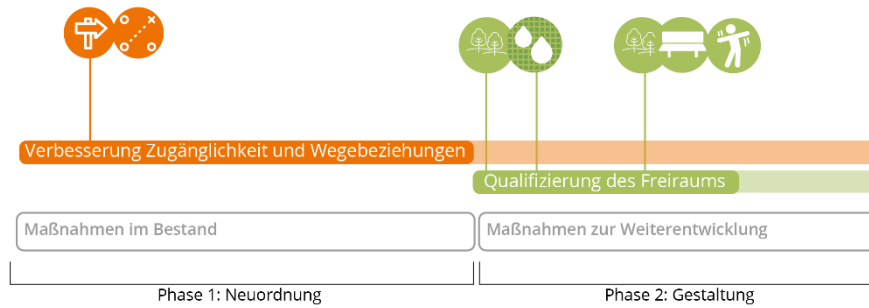 Verbesserung Zugänglichkeit und Wegebeziehungen
Qualifizierung des Freiraums
Maßnahmen im Bestand
Maßnahmen zur Weiterentwicklung
Phase 1: Neuordnung
Phase 2: Gestaltung